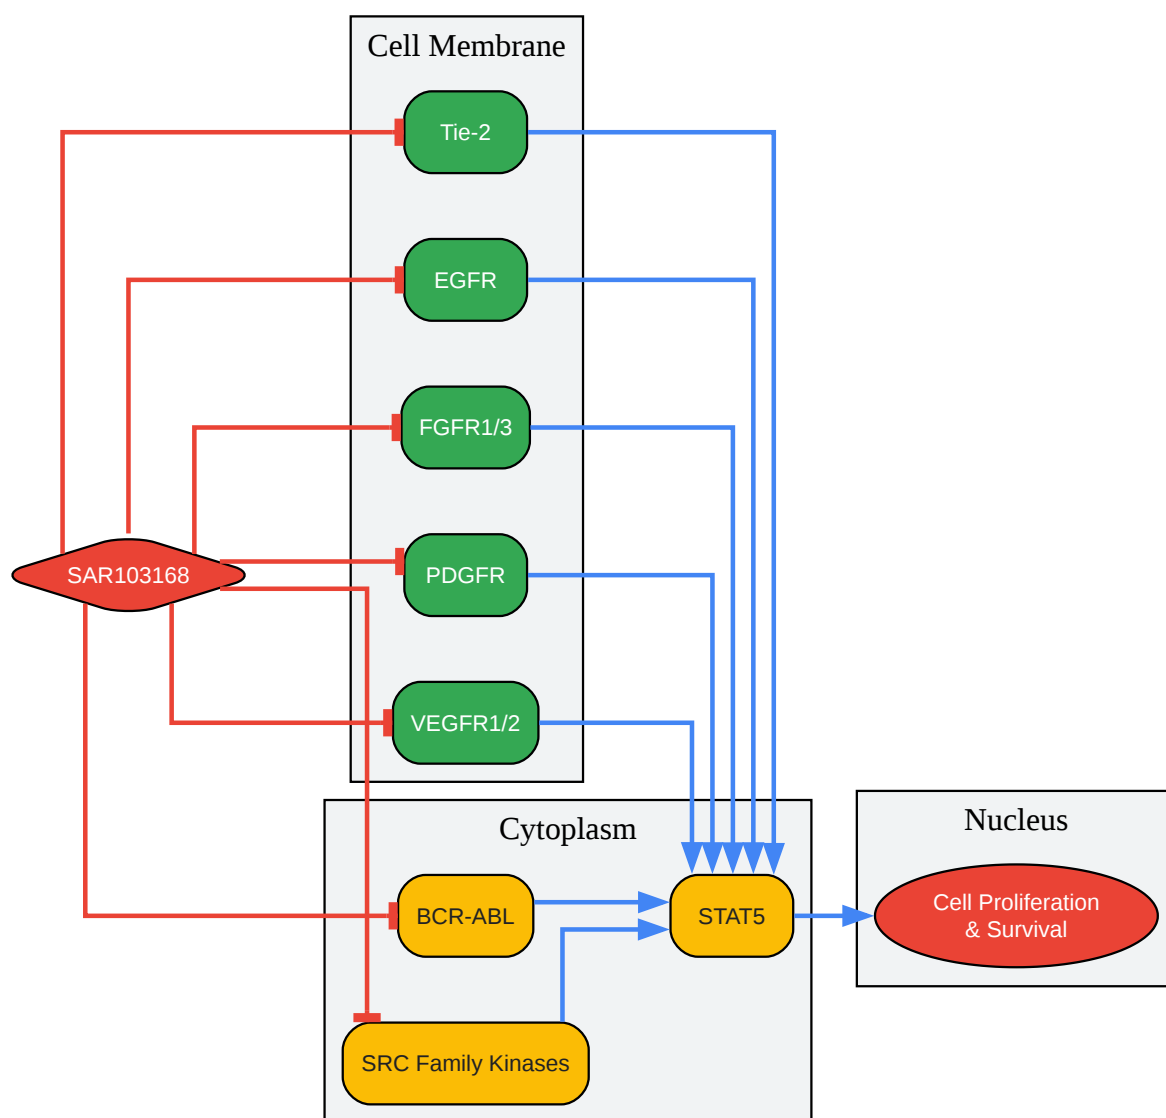 Cell Membrane
Tie-2
EGFR
FGFR1/3
PDGFR
SAR103168
VEGFR1/2
Cytoplasm
Nucleus
BCR-ABL
STAT5
Cell Proliferation
& Survival
SRC Family Kinases